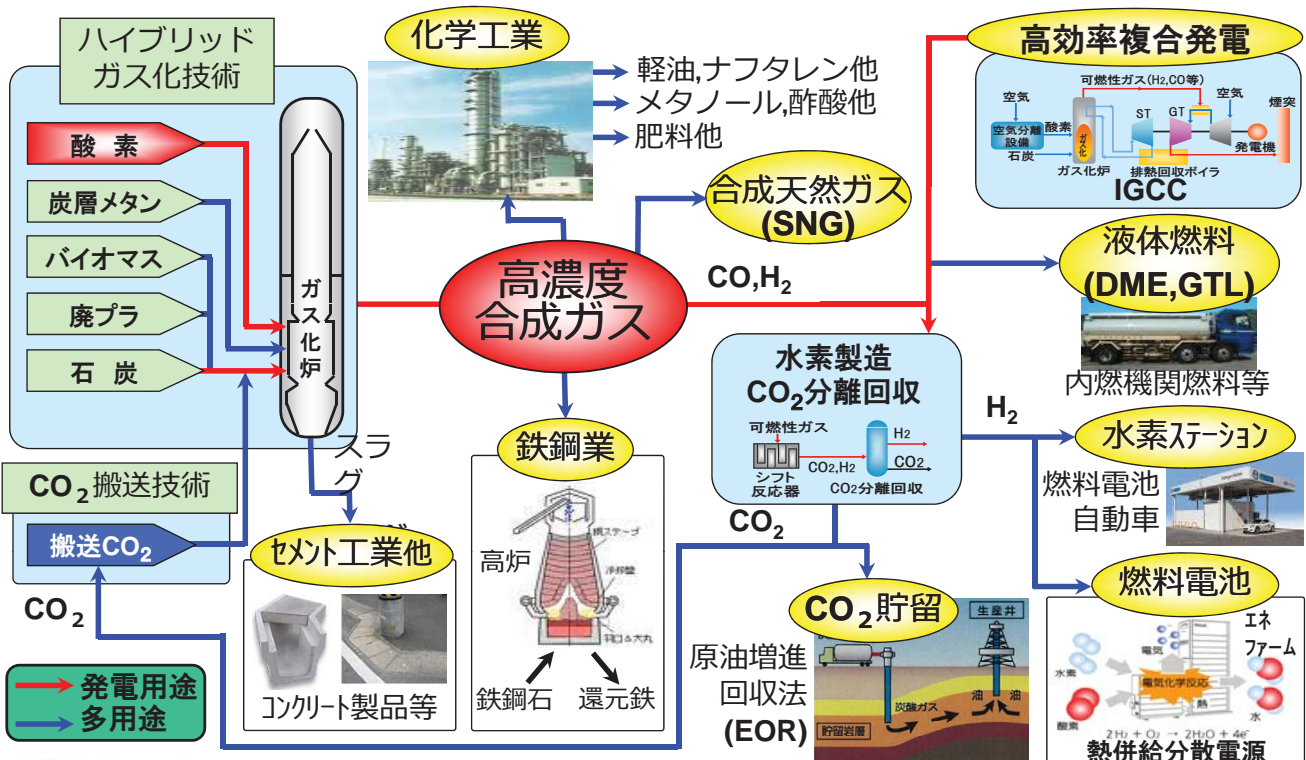 ハイブリッド
ガス化技術
酸 素
炭層メタン
バイオマス
廃プラ
石 炭
ガス化炉
スラ
グ
CO2搬送技術
搬送CO2
CO2
発電用途
多用途
化学工業
軽油,ナフタレン他
メタノール,酢酸他
肥料他
合成天然ガス
(SNG)
高濃度
合成ガス
CO,H2
セメント工業他
コンクリート製品等
鉄鋼業
高炉
鉄鋼石
還元鉄
高効率複合発電
可燃性ガス(H2,CO等)
空気
空気
煙突
ST
GT
空気分離
設備
酸素
石炭
ガス化
ガス化炉
排熱回収ボイラ
発電機
IGCC
液体燃料
(DME,GTL)
内燃機関燃料等
水素製造
CO2分離回収
可燃性ガス
シフト
反応器
CO2,H2
H2
CO2
CO2分離回収
H2
CO2
水素ステーション
燃料電池
自動車
CO2貯留
原油増進
回収法
(EOR)
生産井
油
油
炭酸ガス
貯留岩層
燃料電池
エネ
ファーム
電気
水素
電気化学反応
熱
酸素
水
2H2 + O2 → 2H2O + 4e-
熱併給分散電源